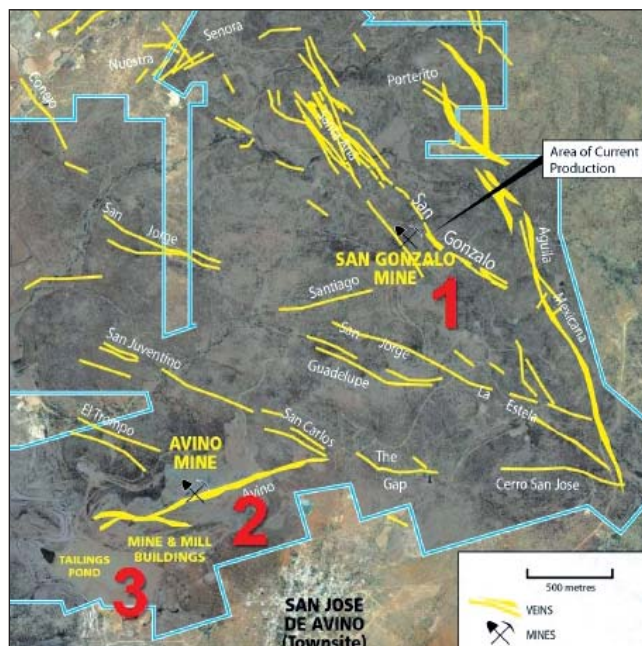 Senora
Nuestra
Conejo
Porterito
Area of Current
Production
San
Gonzalo
San
Jorge
SAN GONZALO
MINE
1
Aguila
Mexicana
Santiago
San Juventino
San
Jorge
Guadelupe
La
Estela
El Trompo
San Carlos
AVINO
MINE
The
Gap
Cerro San Jose
Avino
2
MINE & MILL
BUILDINGS
TAILINGS
POND
3
SAN JOSE
DE AVINO
(Townsite)
500 metres
VEINS
MINES